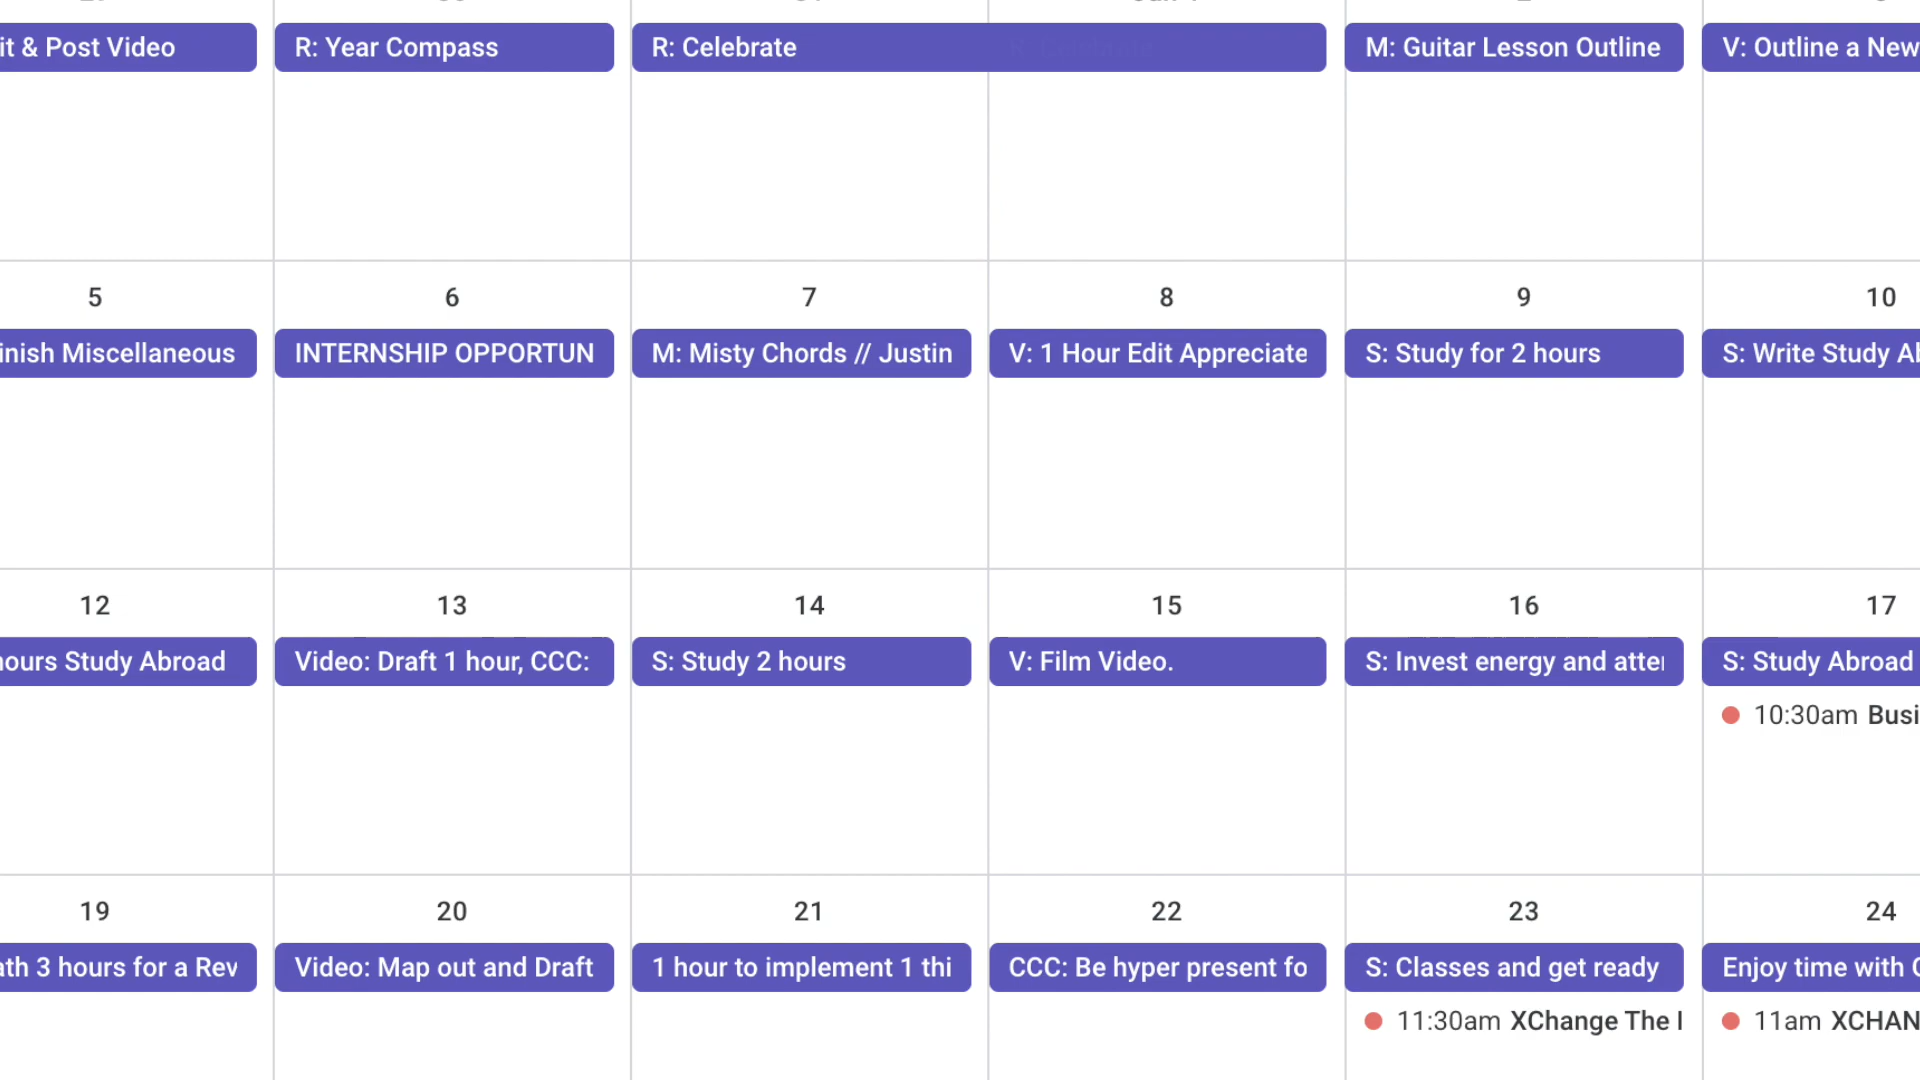 it & Post Video
R: Year Compass
R: Celebrate
M: Guitar Lesson Outline
V: Outline a New
5
6
7
8
9
10
inish Miscellaneous
INTERNSHIP OPPORTUN
M: Misty Chords // Justin
V: 1 Hour Edit Appreciate
S: Study for 2 hours
S: Write Study Ab
12
13
14
15
16
17
hours Study Abroad
Video: Draft 1 hour, CCC:
S: Study 2 hours
V: Film Video.
S: Invest energy and atter
S: Study Abroad
10:30am Busi
19
20
21
22
23
24
ath 3 hours for a Rev
Video: Map out and Draft
1 hour to implement 1 thi
CCC: Be hyper present fo
S: Classes and get ready
Enjoy time with
11:30am XChange The I
11am XCHAN